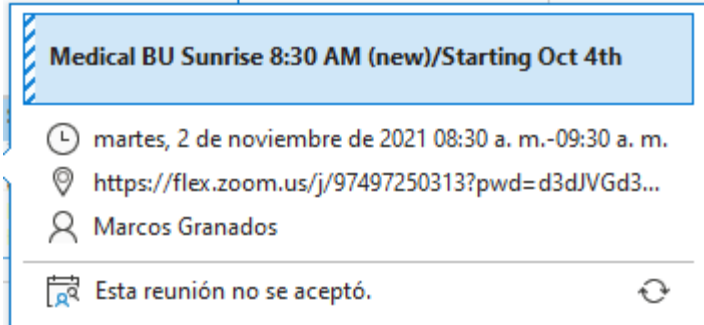 Medical BU Sunrise 8:30 AM (new)/Starting Oct 4th
martes, 2 de noviembre de 2021 08:30 a. m.-09:30 a. m.
https://flex.zoom.us/j/97497250313?pwd=d3dJVGd3...
Marcos Granados
Esta reunión no se aceptó.